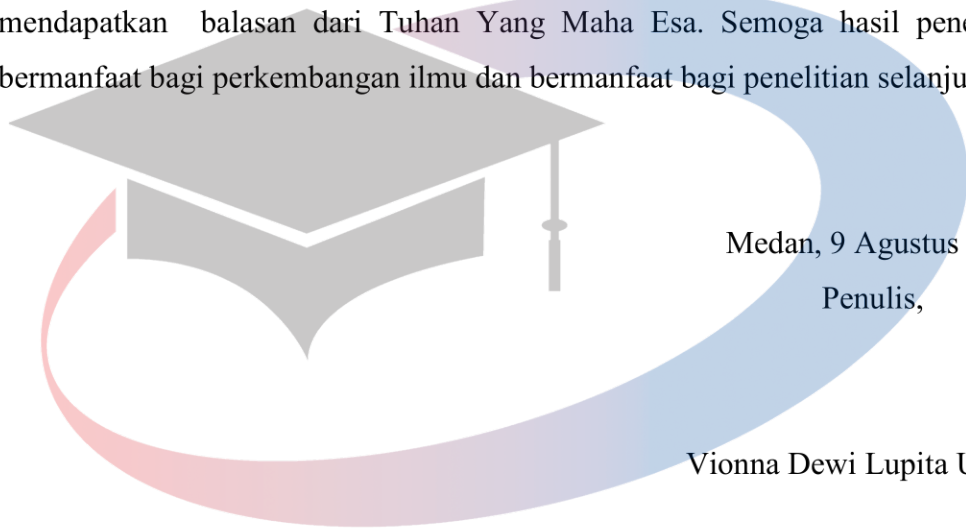 mendapatkan balasan dari Tuhan Yang Maha Esa. Semoga hasil pene
bermanfaat bagi perkembangan ilmu dan bermanfaat bagi penelitian selanju
Medan, 9 Agustus
Penulis,
Vionna Dewi Lupita U